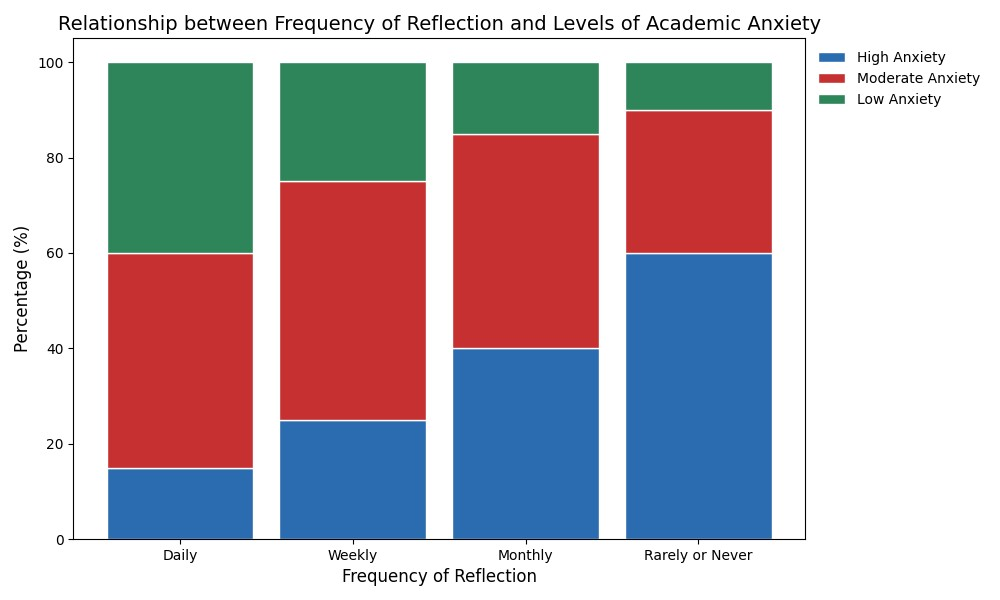 Relationship between Frequency of Reflection and Levels of Academic Anxiety
High Anxiety
Moderate Anxiety
Low Anxiety
Percentage (%)
100
80
60
40
20
0
Daily
Weekly
Monthly
Rarely or Never
Frequency of Reflection